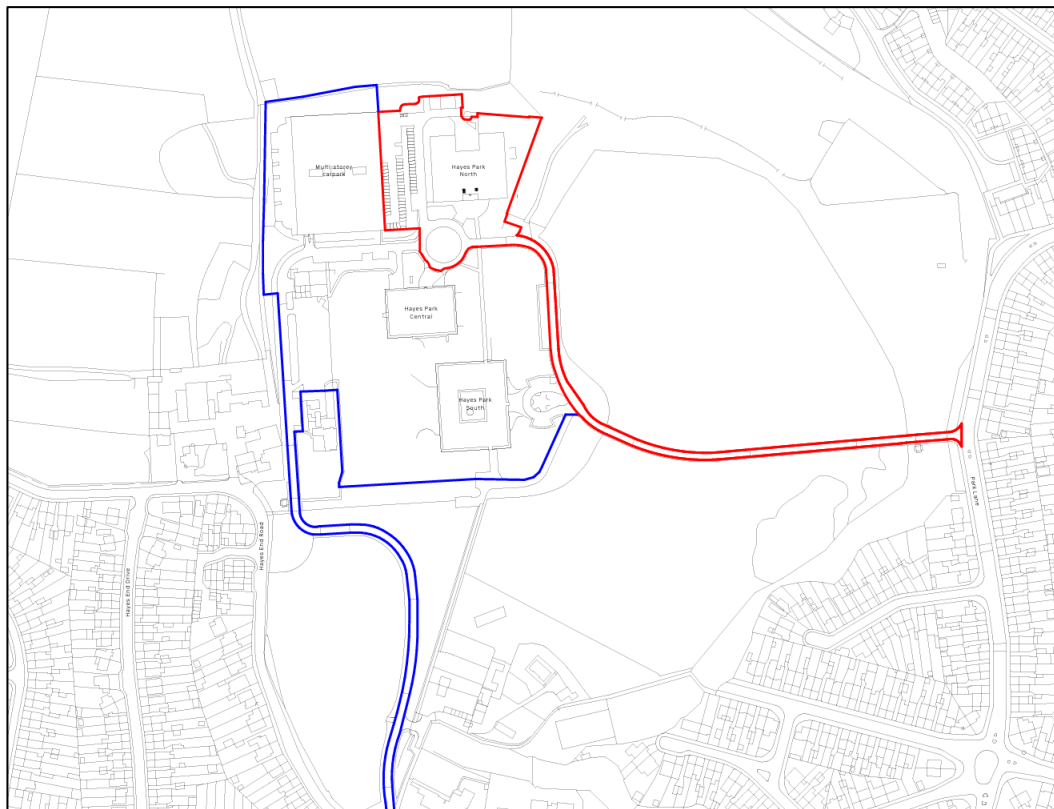 Multi-storey
carpark
Hayes Park
North
Hayes Park
Central
Hayes Park
South
Hayes End Drive
Hayes End Road
Park Lane